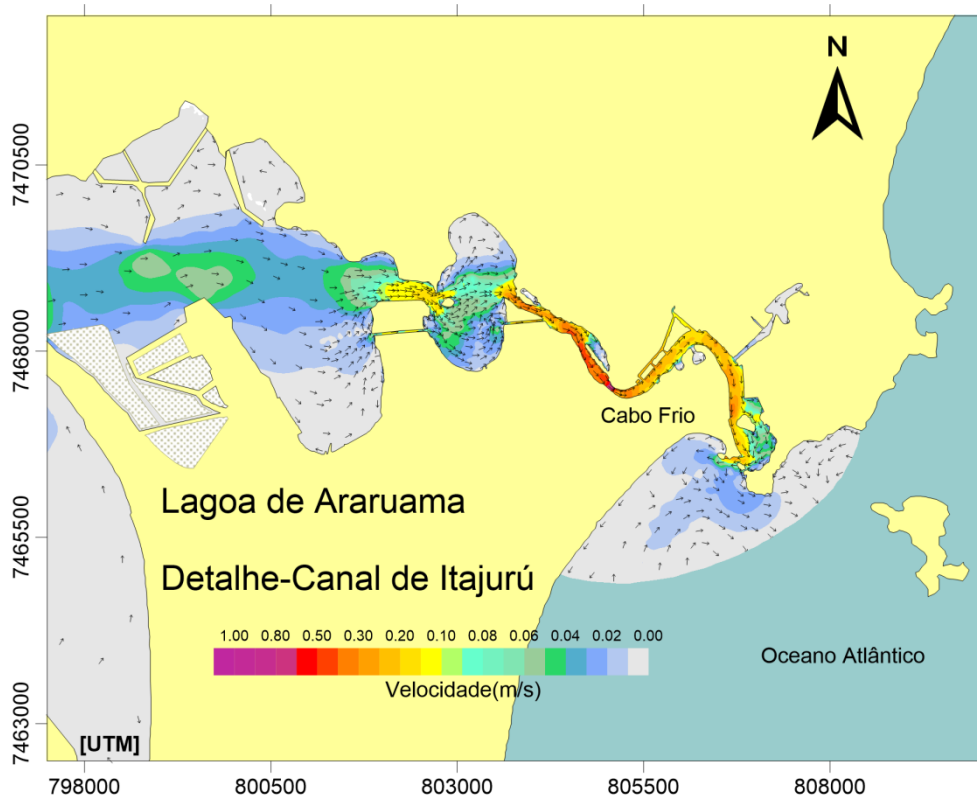 N
7470500
7468000
7465500
7463000
Cabo Frio
Lagoa de Araruama
Detalhe-Canal de Itajurú
1.00 0.80 0.50 0.30 0.20 0.10 0.08 0.06 0.04 0.02 0.00
Velocidade(m/s)
Oceano Atlântico
[UTM]
798000 800500 803000 805500 808000